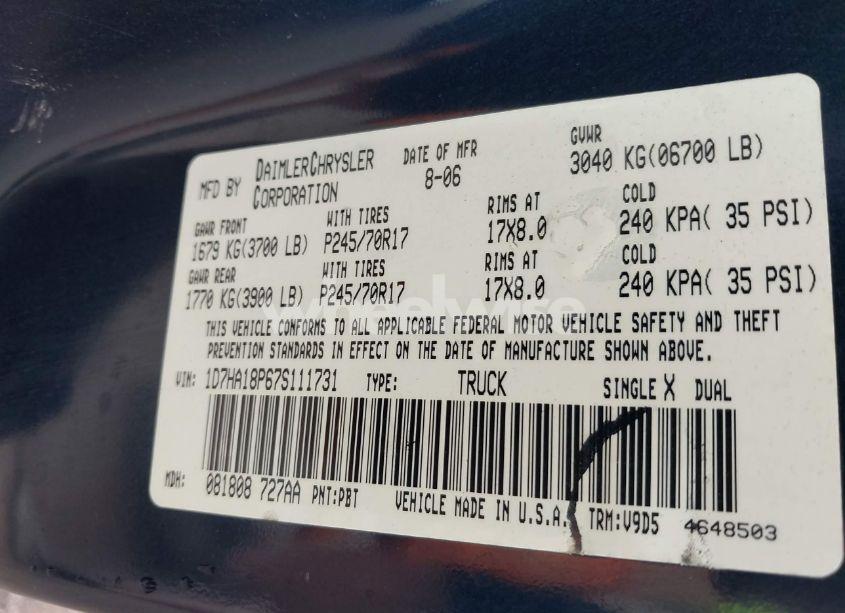 MFD BY DAIMLERCHRYSLER CORPORATION
DATE OF MFR 8-06
GVWR 3040 KG(06700 LB)
GAWR FRONT WITH TIRES RIMS AT COLD
1679 KG(3700 LB) P245/70R17 17X8.0 240 KPA( 35 PSI)
GAWR REAR WITH TIRES RIMS AT COLD
1770 KG(3900 LB) P245/70R17 17X8.0 240 KPA( 35 PSI)
THIS VEHICLE CONFORMS TO ALL APPLICABLE FEDERAL MOTOR VEHICLE SAFETY AND THEFT
PREVENTION STANDARDS IN EFFECT ON THE DATE OF MANUFACTURE SHOWN ABOVE.
VIN: 1D7HA18P67S111731 TYPE: TRUCK SINGLE X DUAL
MDH: 081808 727AA PNT:PBT VEHICLE MADE IN U.S.A. TRM:V9D5 4648503